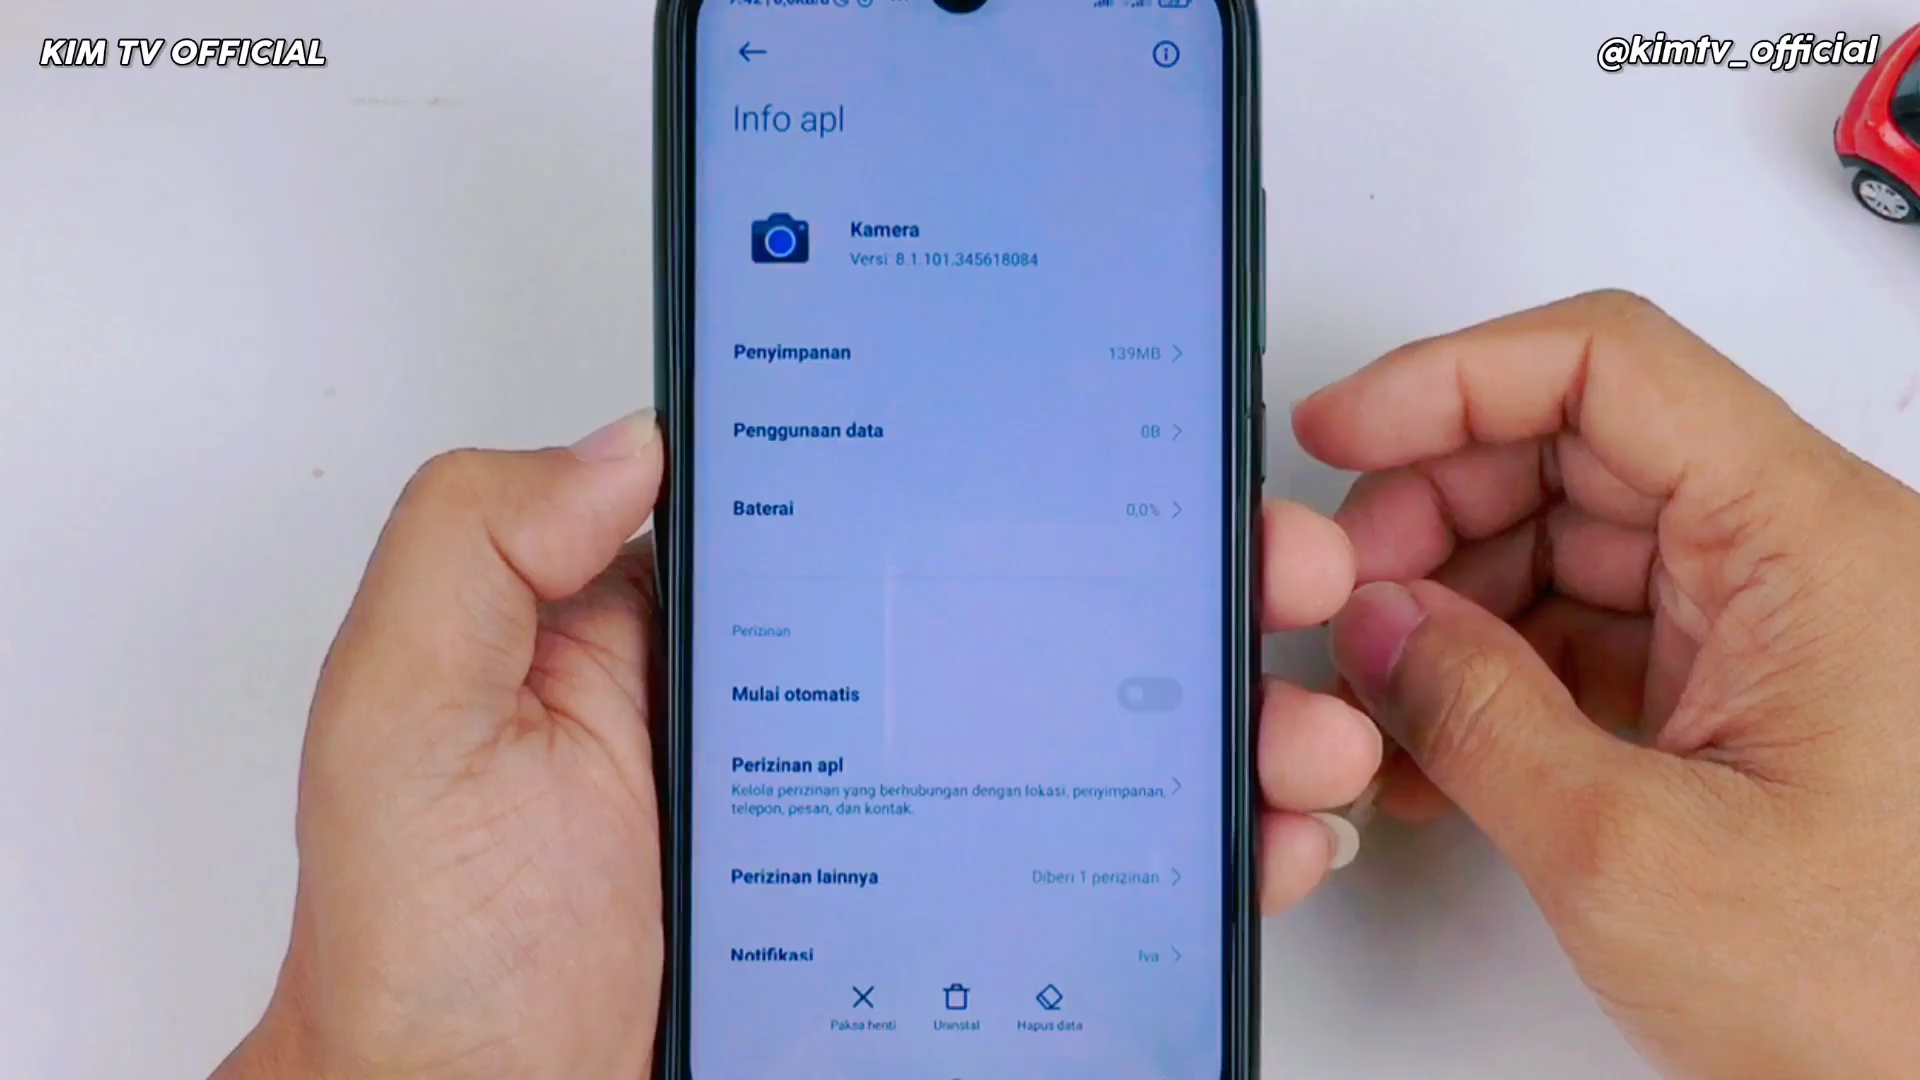 KIM TV OFFICIAL
@kimtv_official
Info apl
Kamera
Versi: 8.1.101.345618084
Penyimpanan
139MB
Penggunaan data
0B
Baterai
0,0%
Perizinan
Mulai otomatis
Perizinan apl
Kelola perizinan yang berhubungan dengan lokasi, penyimpanan,
telepon, pesan, dan kontak.
Perizinan lainnya
Diberi 1 perizinan
Notifikasi
Iya
Paksa henti
Uninstal
Hapus data